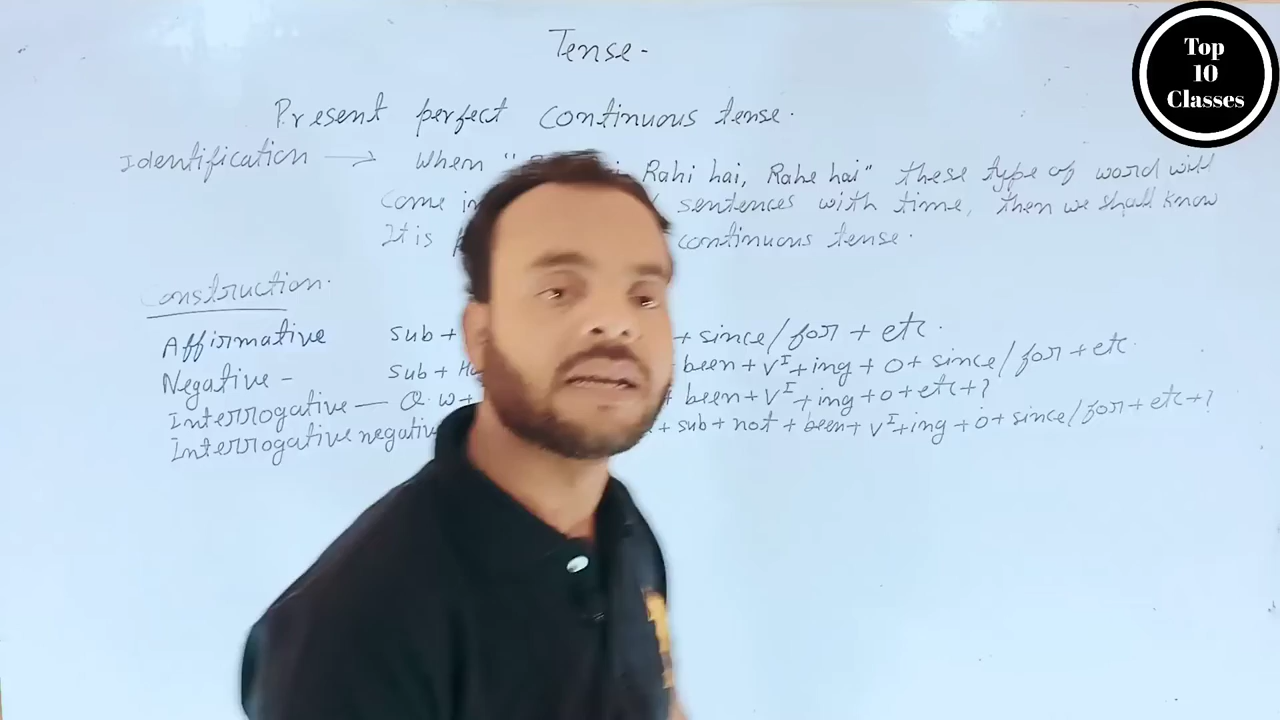 Tense-
Top
10
Classes
Present perfect continuous tense.
Identification → When " Rahi hai, Rahe hai" these type of word will
come in sentences with time, then we shall know
It is continuous tense.
Construction.
Affirmative sub + + since/for + etc.
Negative - sub + been + V^I + ing + O + since/for + etc.
Interrogative — Q.w + been + V^I + ing + O + etc + ?
Interrogative negative + sub + not + been + V^I + ing + O + since/for + etc + ?